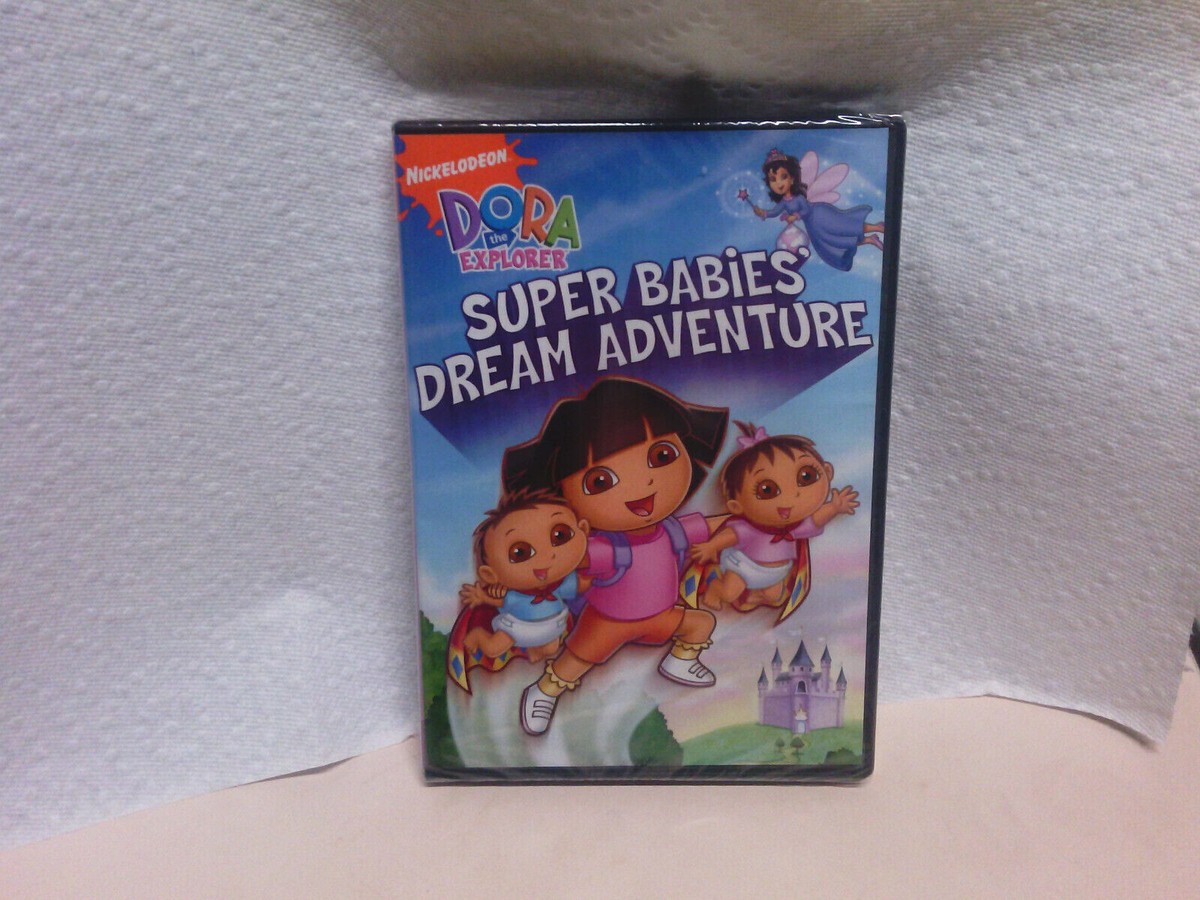 NICKELODEON
DORA
the
EXPLORER
SUPER BABiES'
DREAM ADVENTURE